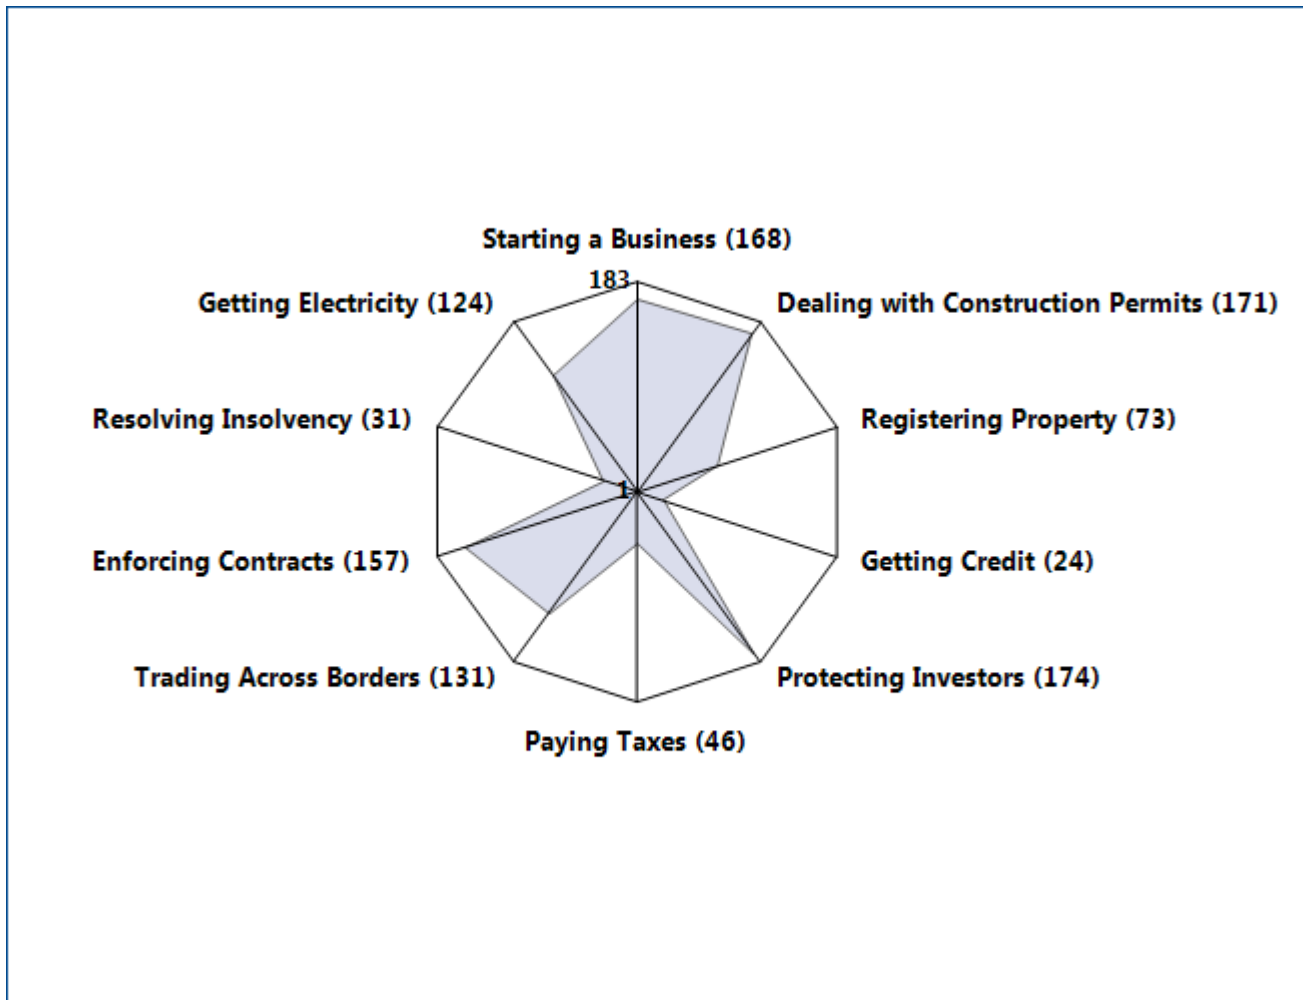 Starting a Business (168)
183
Getting Electricity (124)
Dealing with Construction Permits (171)
Resolving Insolvency (31)
Registering Property (73)
1
Enforcing Contracts (157)
Getting Credit (24)
Trading Across Borders (131)
Protecting Investors (174)
Paying Taxes (46)